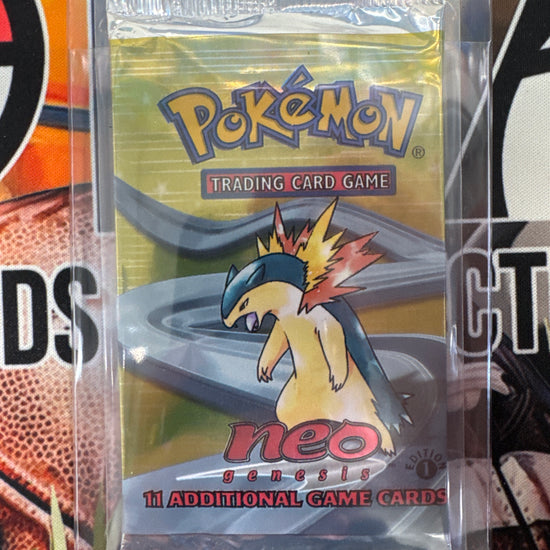 POKéMON®
TRADING CARD GAME
DS
CT
neo
genesis
EDITION
1
11 ADDITIONAL GAME CARDS